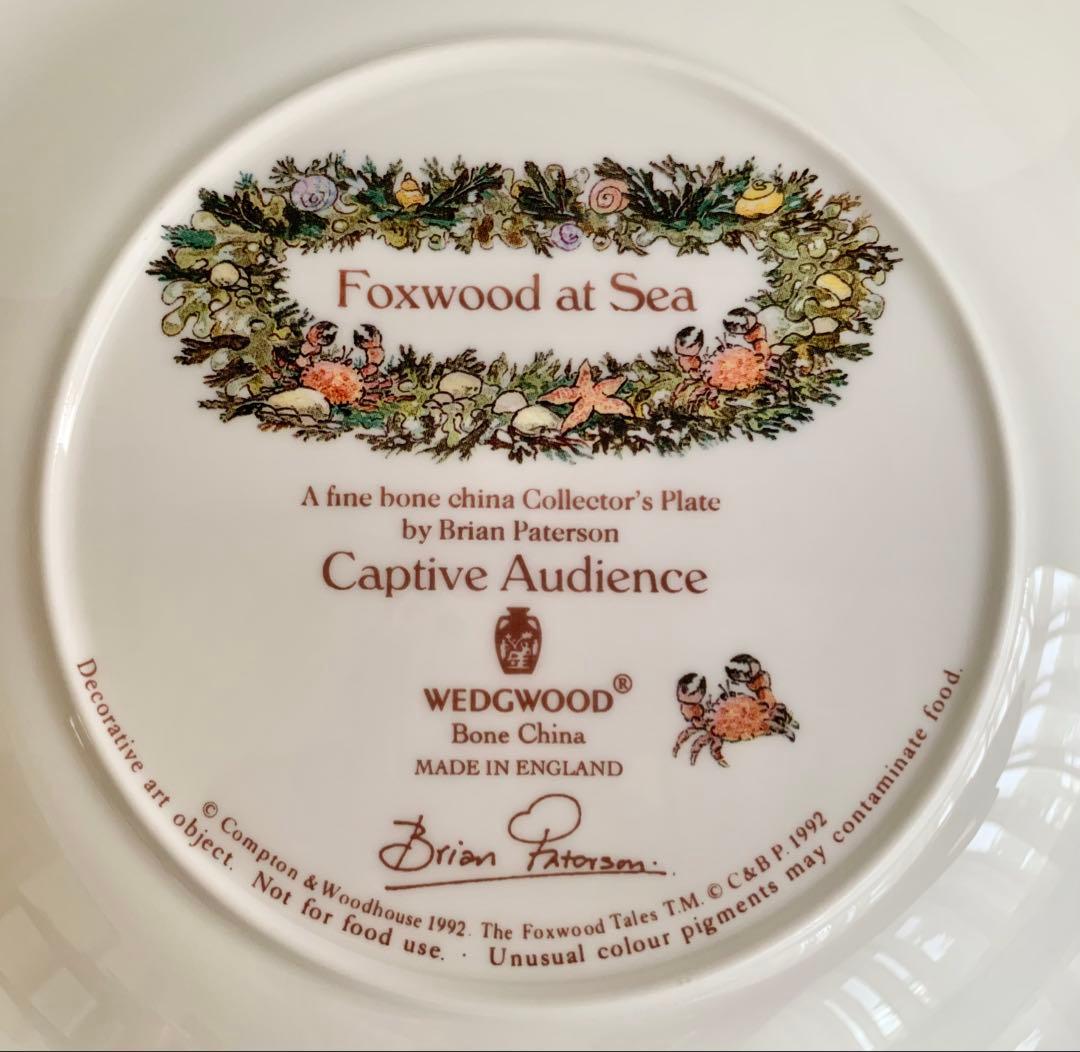 Foxwood at Sea
A fine bone china Collector's Plate
by Brian Paterson
Captive Audience
WEDGWOOD®
Bone China
MADE IN ENGLAND
Brian Paterson.
© Compton & Woodhouse 1992. The Foxwood Tales T.M. © C&B P. 1992
Decorative art object. Not for food use. · Unusual colour pigments may contaminate food.